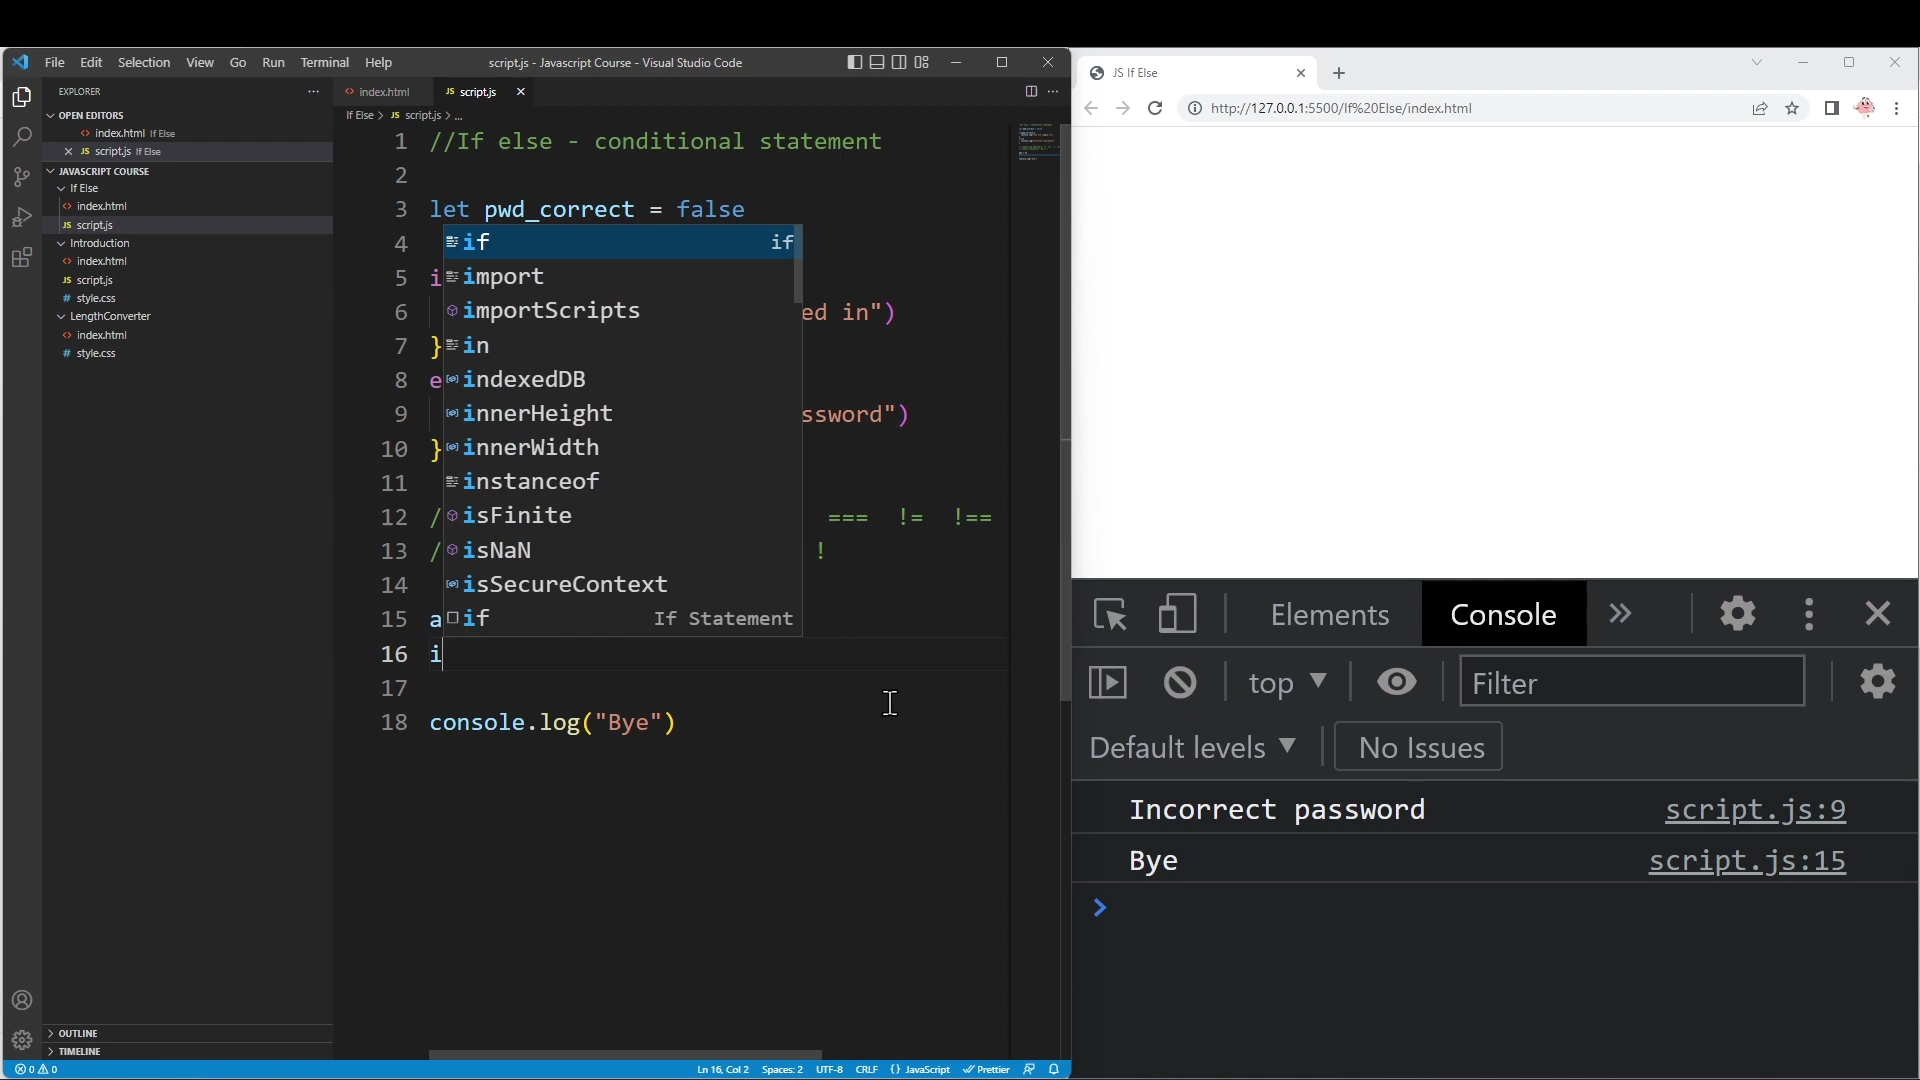 File Edit Selection View Go Run Terminal Help
script.js - Javascript Course - Visual Studio Code
EXPLORER
OPEN EDITORS
index.html If Else
script.js If Else
JAVASCRIPT COURSE
If Else
index.html
script.js
Introduction
index.html
script.js
style.css
LengthConverter
index.html
style.css
OUTLINE
TIMELINE
index.html
script.js
If Else > script.js > ...
1 //If else - conditional statement
2
3 let pwd_correct = false
4
5 i
6 ed in")
7 }
8 e
9 ssword")
10 }
11
12 / === != !==
13 / !
14
15 a
16 i
17
18 console.log("Bye")
if if
import
importScripts
in
indexedDB
innerHeight
innerWidth
instanceof
isFinite
isNaN
isSecureContext
if If Statement
0 0
Ln 16, Col 2 Spaces: 2 UTF-8 CRLF {} JavaScript Prettier
JS If Else
http://127.0.0.1:5500/If%20Else/index.html
Elements Console
top Filter
Default levels No Issues
Incorrect password script.js:9
Bye script.js:15